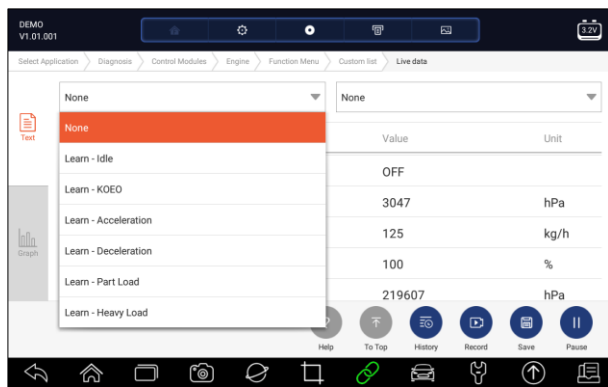 DEMO
V1.01.001
3.2V
Select Application Diagnosis Control Modules Engine Function Menu Custom list Live data
None None
None
Text
Value Unit
Learn - Idle
OFF
Learn - KOEO
3047 hPa
Learn - Acceleration
125 kg/h
Graph
Learn - Deceleration
100 %
Learn - Part Load
219607 hPa
Learn - Heavy Load
Help To Top History Record Save Pause